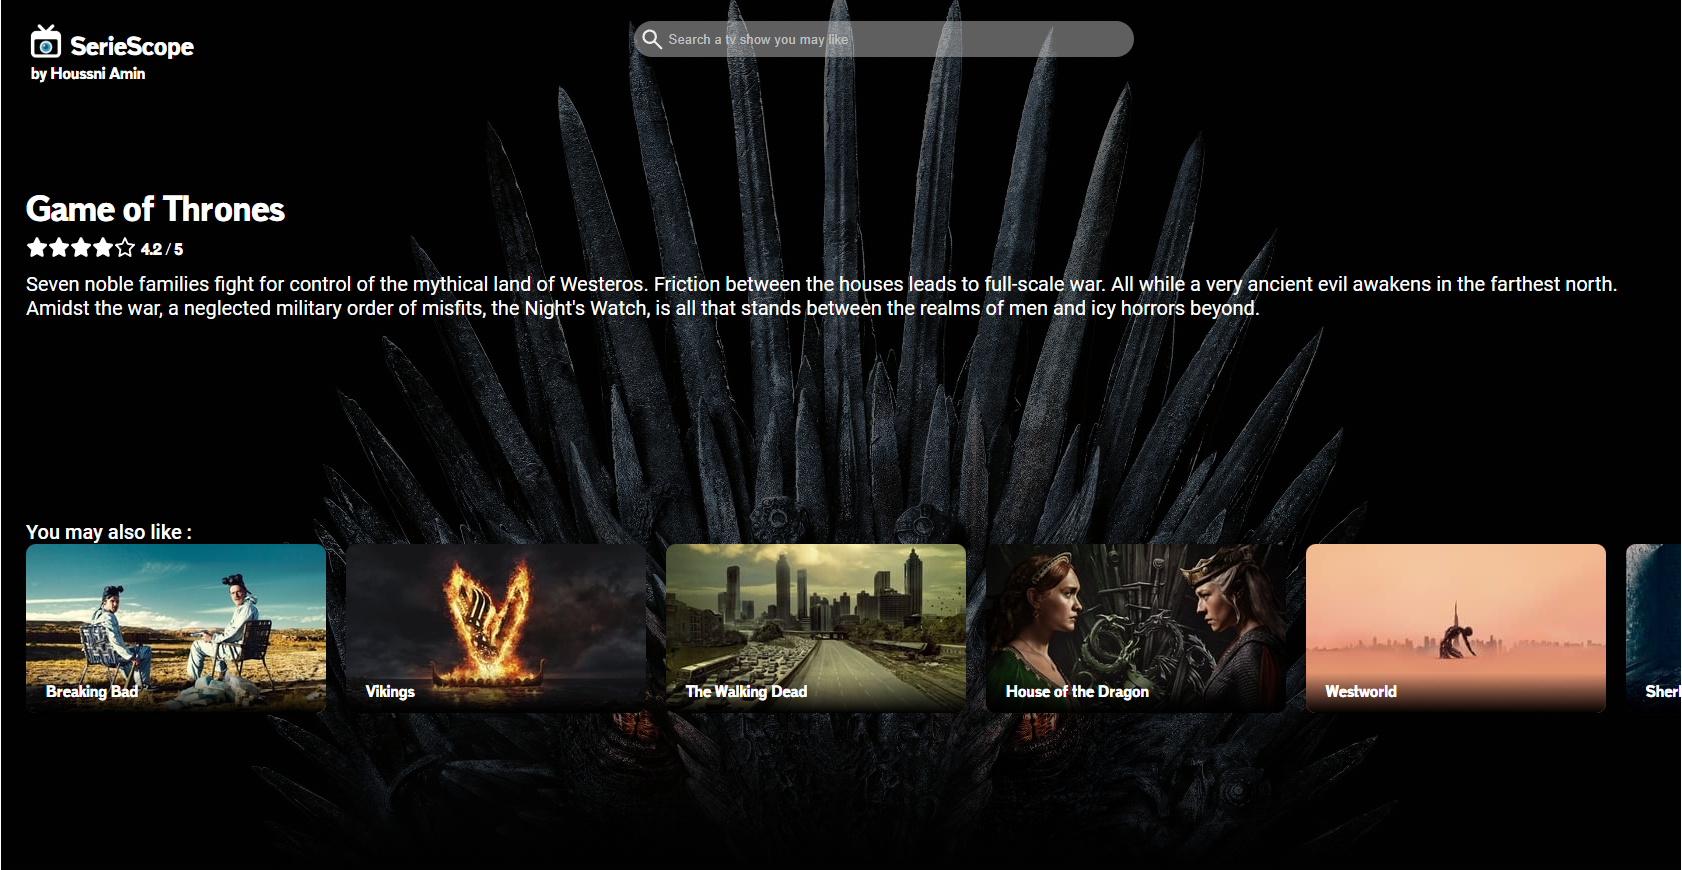 SerieScope
by Houssni Amin
Search a tv show you may like
Game of Thrones
4.2 / 5
Seven noble families fight for control of the mythical land of Westeros. Friction between the houses leads to full-scale war. All while a very ancient evil awakens in the farthest north.
Amidst the war, a neglected military order of misfits, the Night's Watch, is all that stands between the realms of men and icy horrors beyond.
You may also like :
Breaking Bad
Vikings
The Walking Dead
House of the Dragon
Westworld